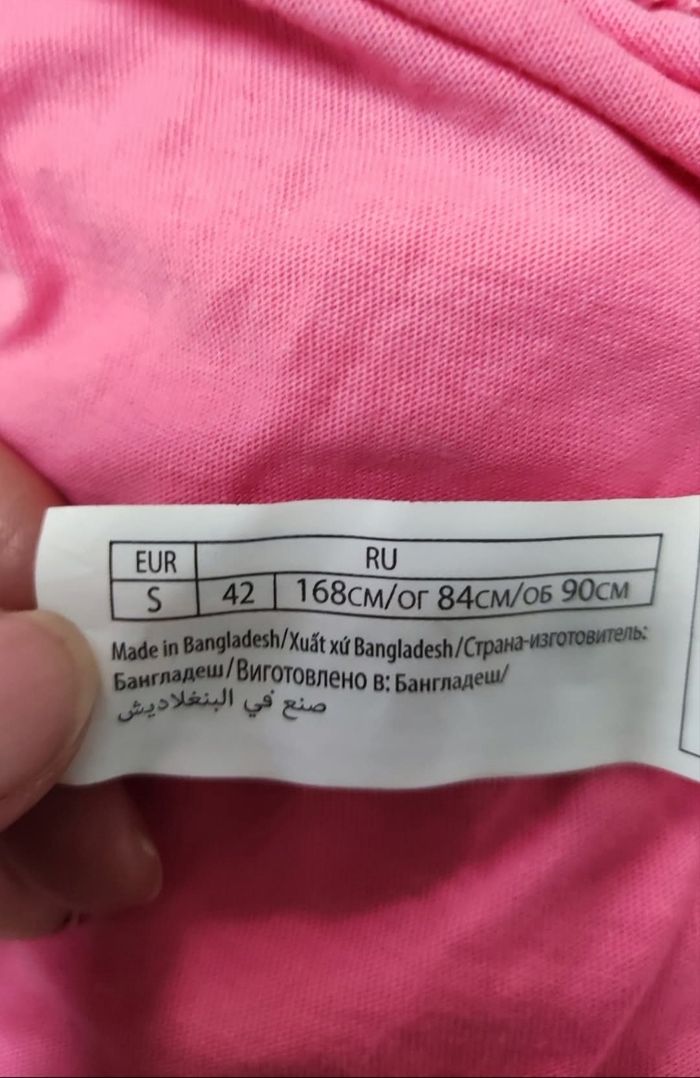 EUR RU
S 42 168СМ/ОГ 84СМ/ОБ 90СМ
Made in Bangladesh/Xuất xứ Bangladesh/Страна-изготовитель:
Бангладеш/Виготовлено в: Бангладеш/
صنع في البنغلاديش